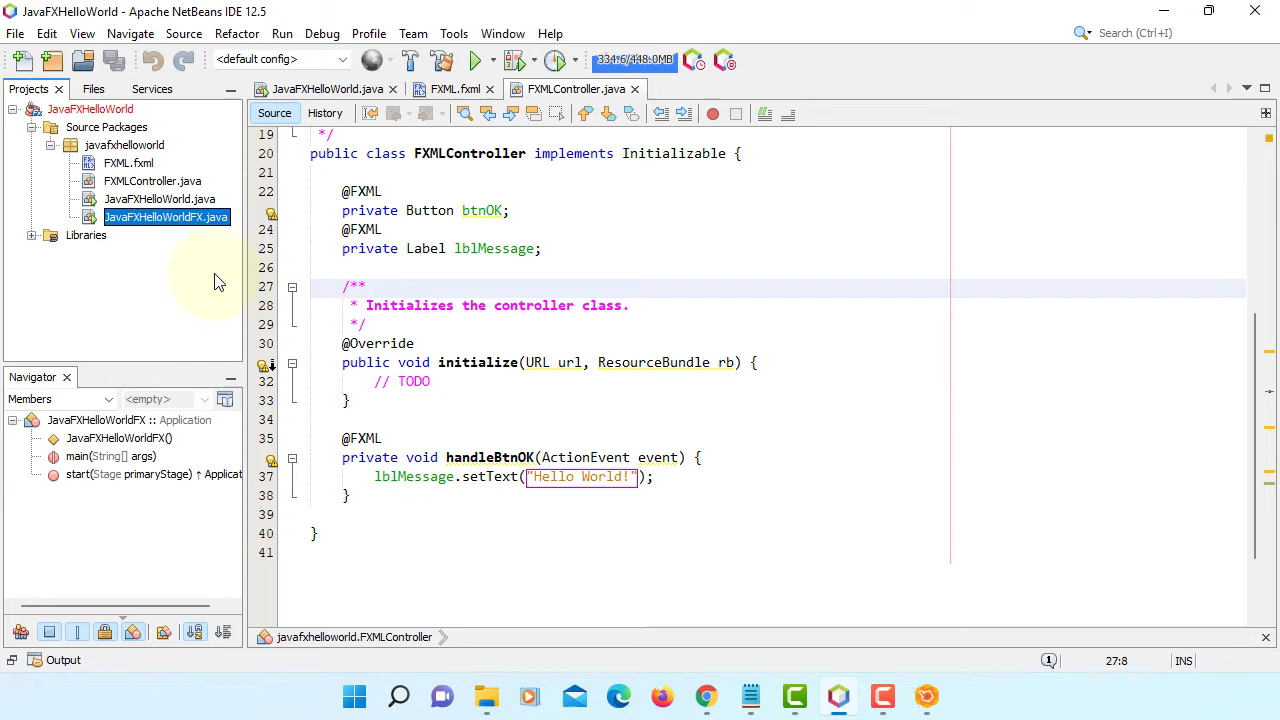 JavaFXHelloWorld - Apache NetBeans IDE 12.5
File Edit View Navigate Source Refactor Run Debug Profile Team Tools Window Help
Search (Ctrl+I)
<default config>
334.6/448.0MB
Projects Files Services
JavaFXHelloWorld.java FXML.fxml FXMLController.java
Source History
JavaFXHelloWorld
Source Packages
javafxhelloworld
FXML.fxml
FXMLController.java
JavaFXHelloWorld.java
JavaFXHelloWorldFX.java
Libraries
Navigator
Members <empty>
JavaFXHelloWorldFX :: Application
JavaFXHelloWorldFX()
main(String[] args)
start(Stage primaryStage) ↑ Applicat
19 */
20 public class FXMLController implements Initializable {
21
22 @FXML
private Button btnOK;
24 @FXML
25 private Label lblMessage;
26
27 /**
28 * Initializes the controller class.
29 */
30 @Override
public void initialize(URL url, ResourceBundle rb) {
32 // TODO
33 }
34
35 @FXML
private void handleBtnOK(ActionEvent event) {
37 lblMessage.setText("Hello World!");
38 }
39
40 }
41
javafxhelloworld.FXMLController
Output
1 27:8 INS